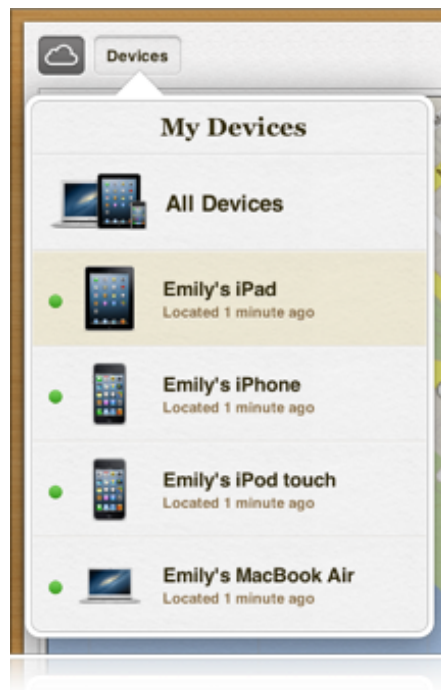 Devices
My Devices
All Devices
Emily's iPad
Located 1 minute ago
Emily's iPhone
Located 1 minute ago
Emily's iPod touch
Located 1 minute ago
Emily's MacBook Air
Located 1 minute ago